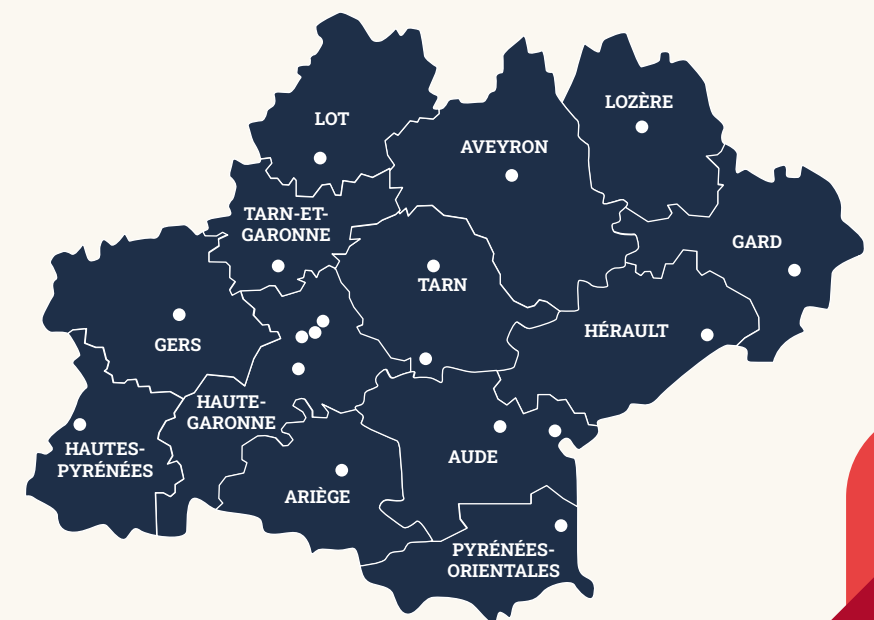 LOZÈRE
LOT
AVEYRON
TARN-ET-
GARONNE
GARD
TARN
HÉRAULT
GERS
HAUTE-
GARONNE
HAUTES-
PYRÉNÉES
AUDE
ARIÈGE
PYRÉNÉES-
ORIENTALES